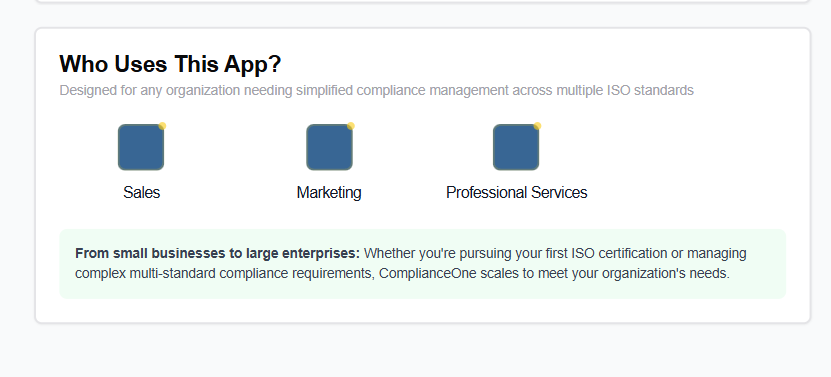 Who Uses This App?
Designed for any organization needing simplified compliance management across multiple ISO standards
Sales
Marketing
Professional Services
From small businesses to large enterprises: Whether you're pursuing your first ISO certification or managing
complex multi-standard compliance requirements, ComplianceOne scales to meet your organization's needs.